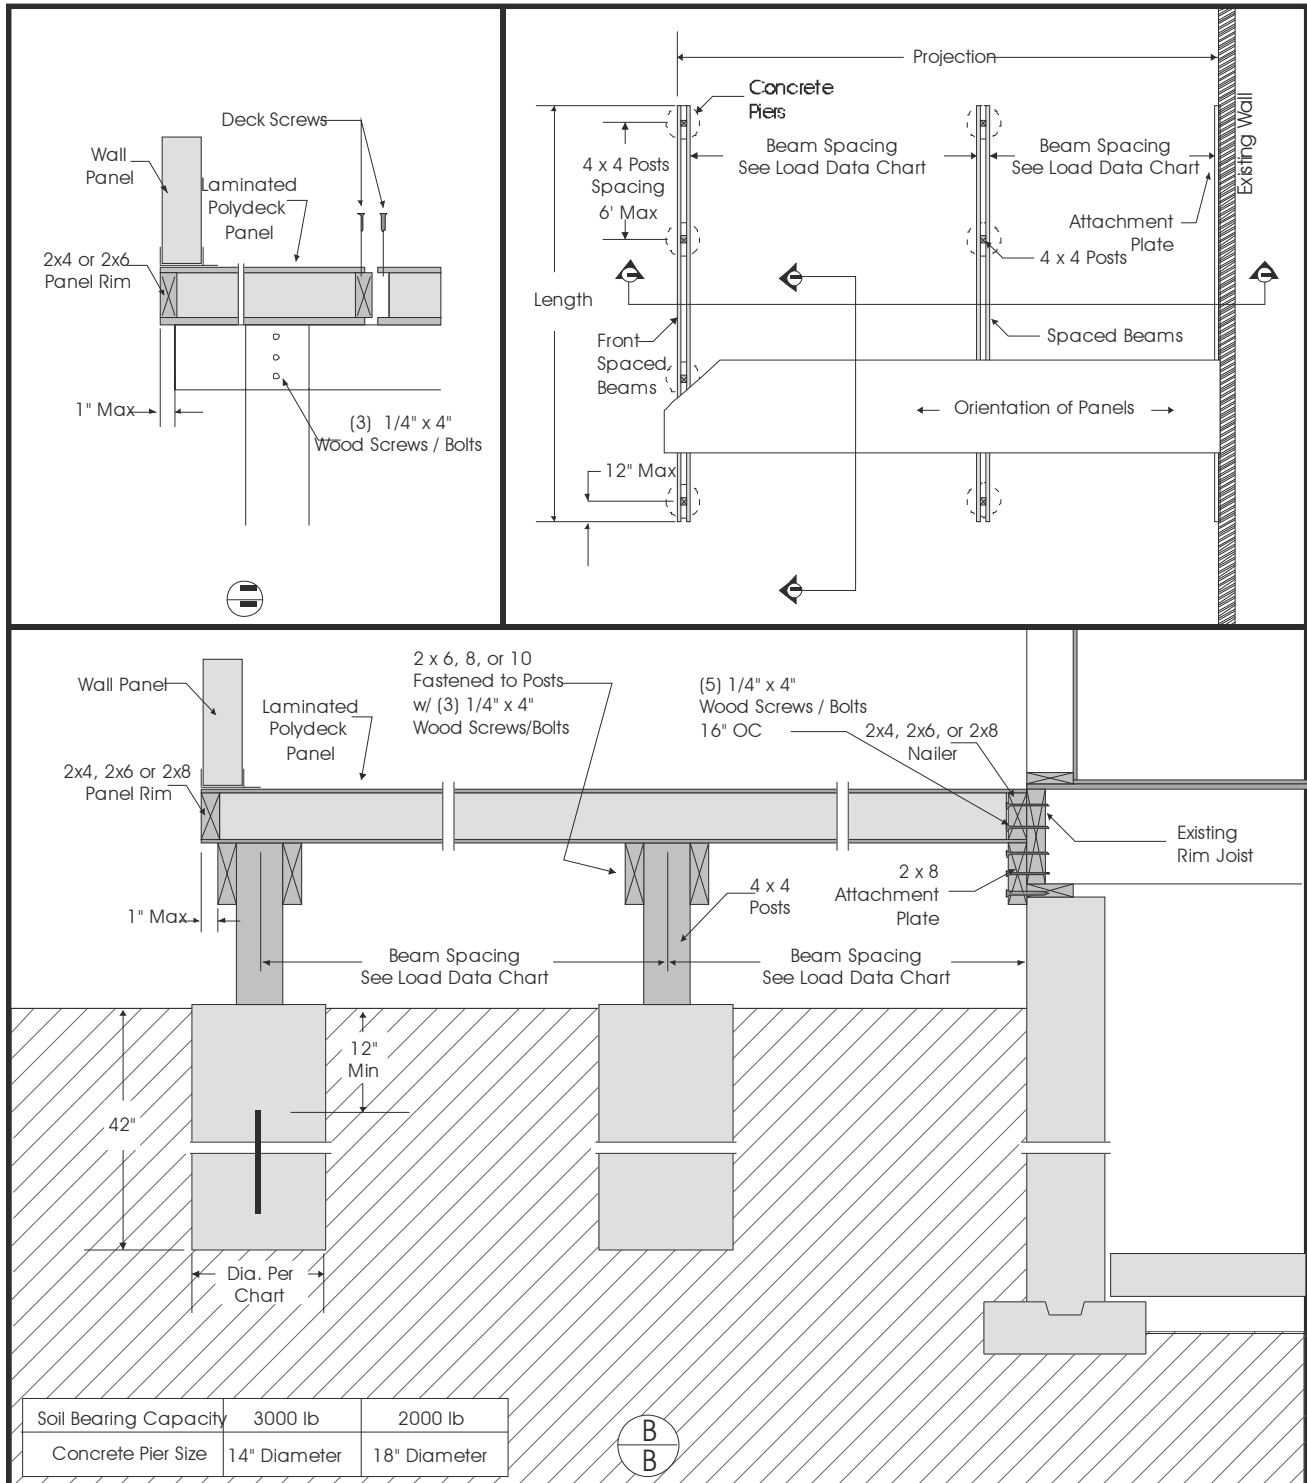 Deck Screws
Wall
Panel
Laminated
Polydeck
Panel
2x4 or 2x6
Panel Rim
1" Max
(3) 1/4" x 4"
Wood Screws / Bolts
Projection
Concrete
Piers
Existing Wall
4 x 4 Posts
Spacing
6' Max
Beam Spacing
See Load Data Chart
Beam Spacing
See Load Data Chart
Attachment
Plate
4 x 4 Posts
Length
Front
Spaced
Beams
Spaced Beams
Orientation of Panels
12" Max
Wall Panel
Laminated
Polydeck
Panel
2 x 6, 8, or 10
Fastened to Posts
w/ (3) 1/4" x 4"
Wood Screws/Bolts
(5) 1/4" x 4"
Wood Screws / Bolts
16" OC
2x4, 2x6, or 2x8
Nailer
2x4, 2x6 or 2x8
Panel Rim
Existing
Rim Joist
2 x 8
Attachment
Plate
4 x 4
Posts
1" Max
Beam Spacing
See Load Data Chart
Beam Spacing
See Load Data Chart
12"
Min
42"
Dia. Per
Chart
Soil Bearing Capacity 3000 lb 2000 lb
Concrete Pier Size 14" Diameter 18" Diameter
B
B